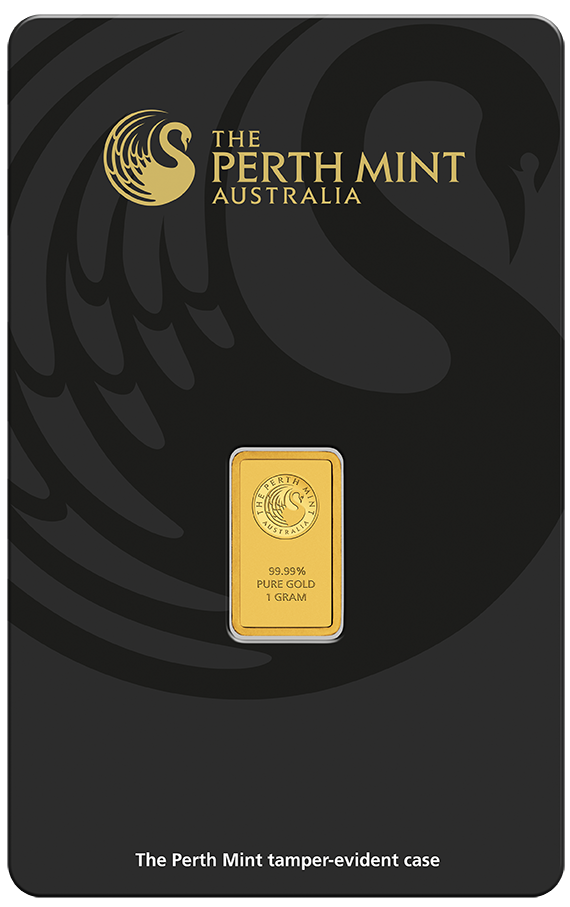 THE
PERTH MINT
AUSTRALIA
THE PERTH MINT
AUSTRALIA
99.99%
PURE GOLD
1 GRAM
The Perth Mint tamper-evident case